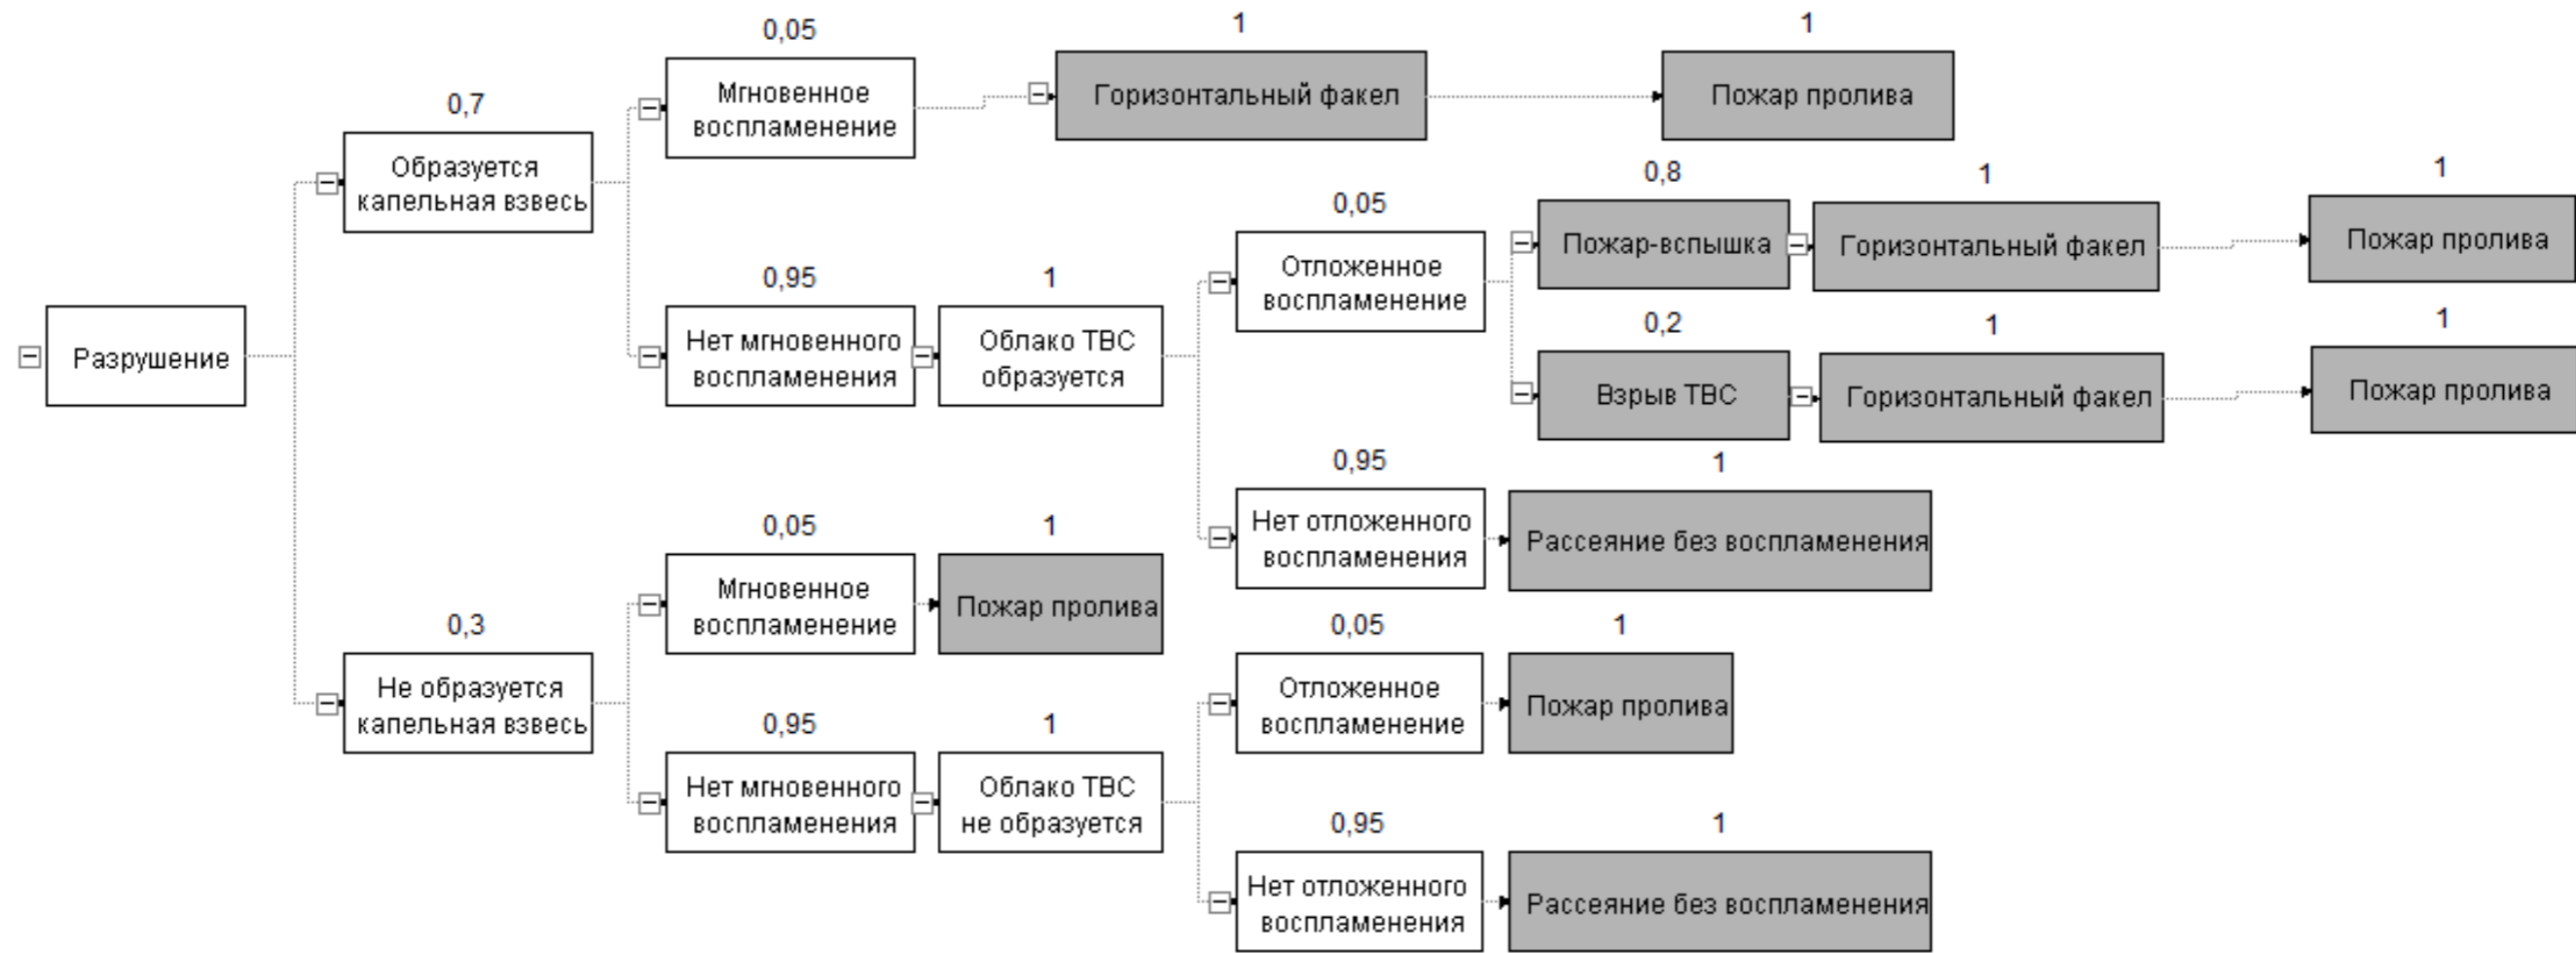 0,05
1
1
Мгновенное
воспламенение
Горизонтальный факел
Пожар пролива
0,7
Образуется
капельная взвесь
0,8
1
1
0,05
Отложенное
воспламенение
Пожар-вспышка
Горизонтальный факел
Пожар пролива
0,95
1
Нет мгновенного
воспламенения
Облако ТВС
образуется
0,2
1
1
Взрыв ТВС
Горизонтальный факел
Пожар пролива
Разрушение
0,95
1
Нет отложенного
воспламенения
Рассеяние без воспламенения
0,05
1
Мгновенное
воспламенение
Пожар пролива
0,3
Не образуется
капельная взвесь
0,05
1
Отложенное
воспламенение
Пожар пролива
0,95
1
Нет мгновенного
воспламенения
Облако ТВС
не образуется
0,95
1
Нет отложенного
воспламенения
Рассеяние без воспламенения